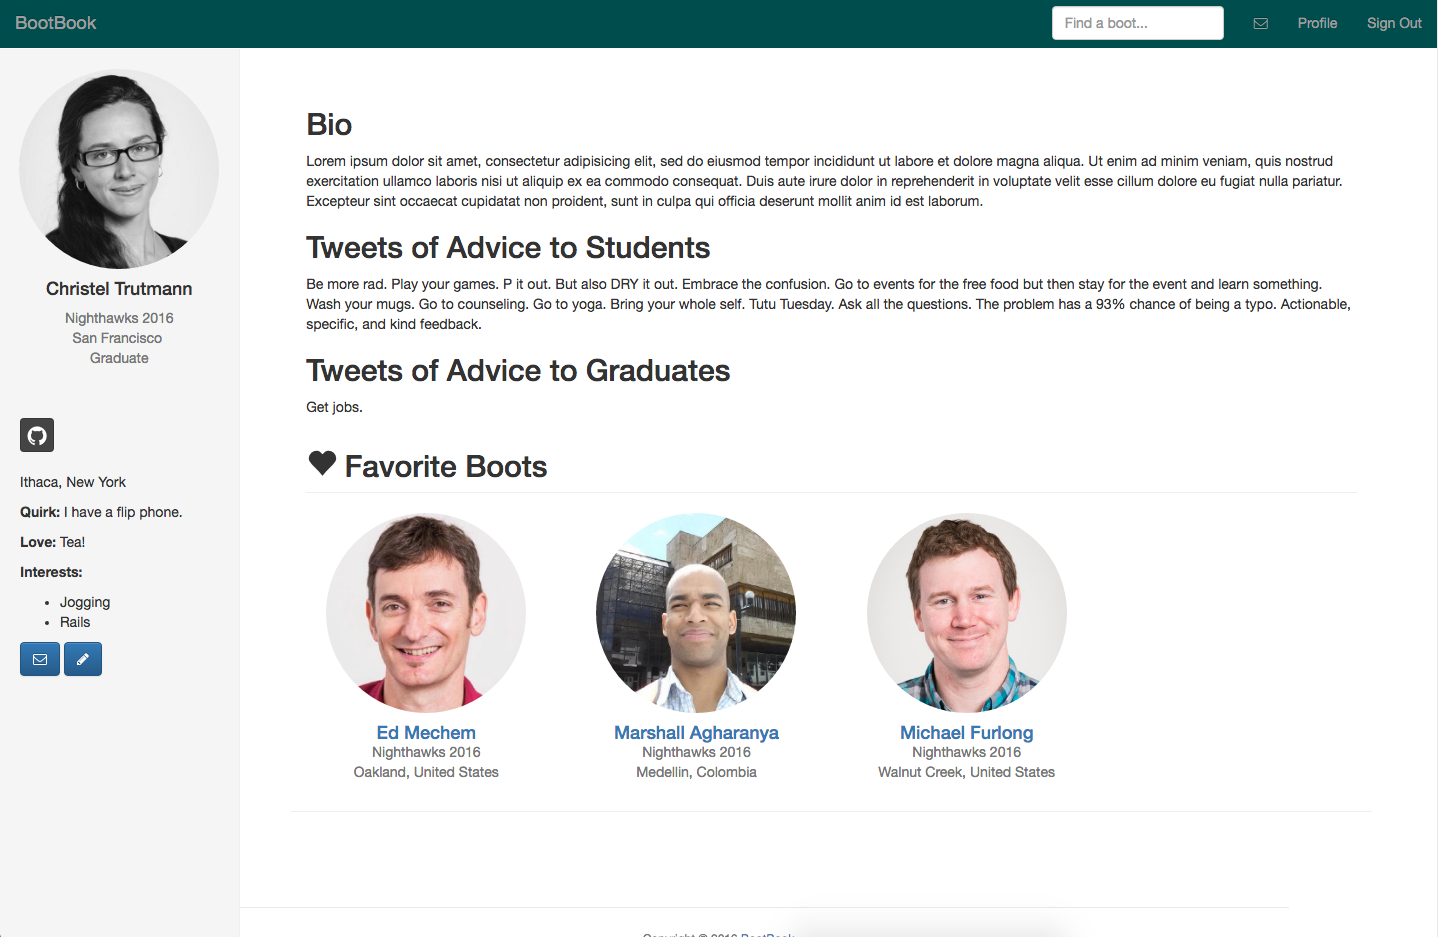 BootBook
Find a boot...
Profile
Sign Out
Christel Trutmann
Nighthawks 2016
San Francisco
Graduate
Ithaca, New York
Quirk: I have a flip phone.
Love: Tea!
Interests:
• Jogging
• Rails
Bio
Lorem ipsum dolor sit amet, consectetur adipisicing elit, sed do eiusmod tempor incididunt ut labore et dolore magna aliqua. Ut enim ad minim veniam, quis nostrud
exercitation ullamco laboris nisi ut aliquip ex ea commodo consequat. Duis aute irure dolor in reprehenderit in voluptate velit esse cillum dolore eu fugiat nulla pariatur.
Excepteur sint occaecat cupidatat non proident, sunt in culpa qui officia deserunt mollit anim id est laborum.
Tweets of Advice to Students
Be more rad. Play your games. P it out. But also DRY it out. Embrace the confusion. Go to events for the free food but then stay for the event and learn something.
Wash your mugs. Go to counseling. Go to yoga. Bring your whole self. Tutu Tuesday. Ask all the questions. The problem has a 93% chance of being a typo. Actionable,
specific, and kind feedback.
Tweets of Advice to Graduates
Get jobs.
Favorite Boots
Ed Mechem
Nighthawks 2016
Oakland, United States
Marshall Agharanya
Nighthawks 2016
Medellin, Colombia
Michael Furlong
Nighthawks 2016
Walnut Creek, United States
Copyright © 2016 BootBook